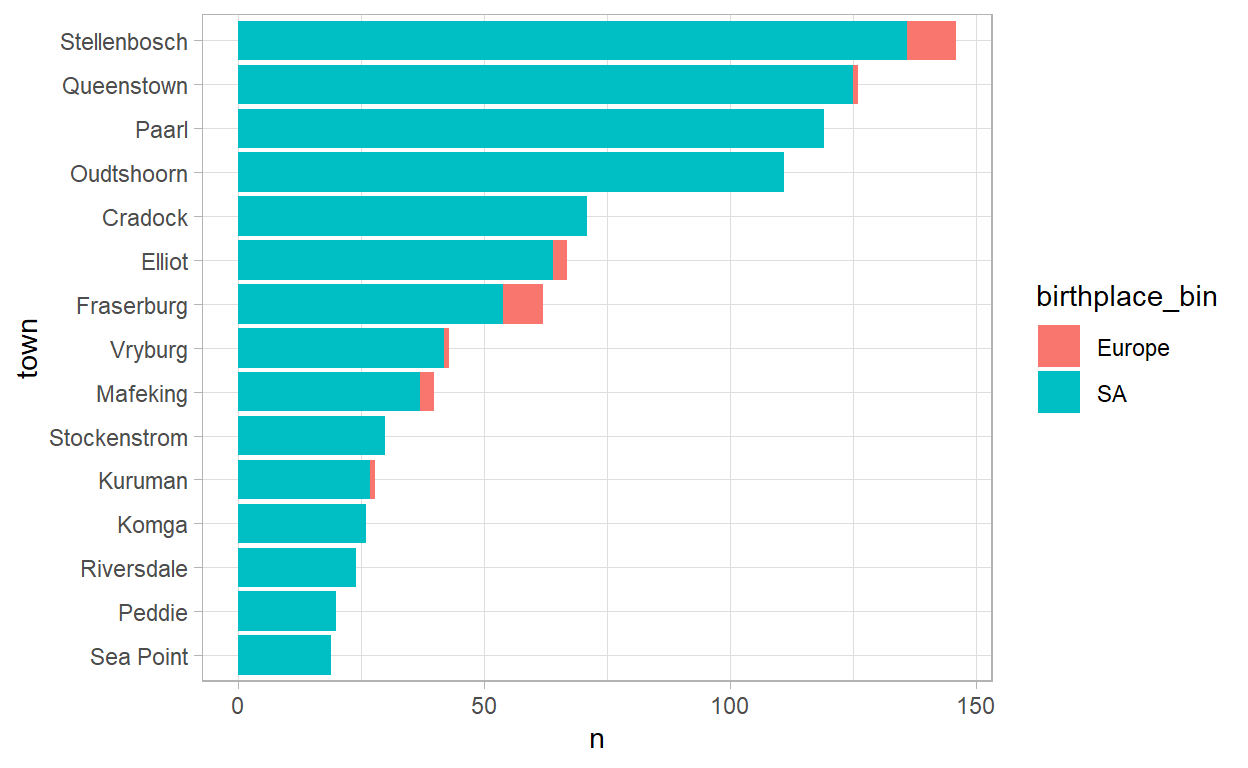 Stellenbosch
Queenstown
Paarl
Oudtshoorn
Cradock
Elliot
Fraserburg
Vryburg
Mafeking
Stockenstrom
Kuruman
Komga
Riversdale
Peddie
Sea Point
town
0 50 100 150
n
birthplace_bin
Europe
SA